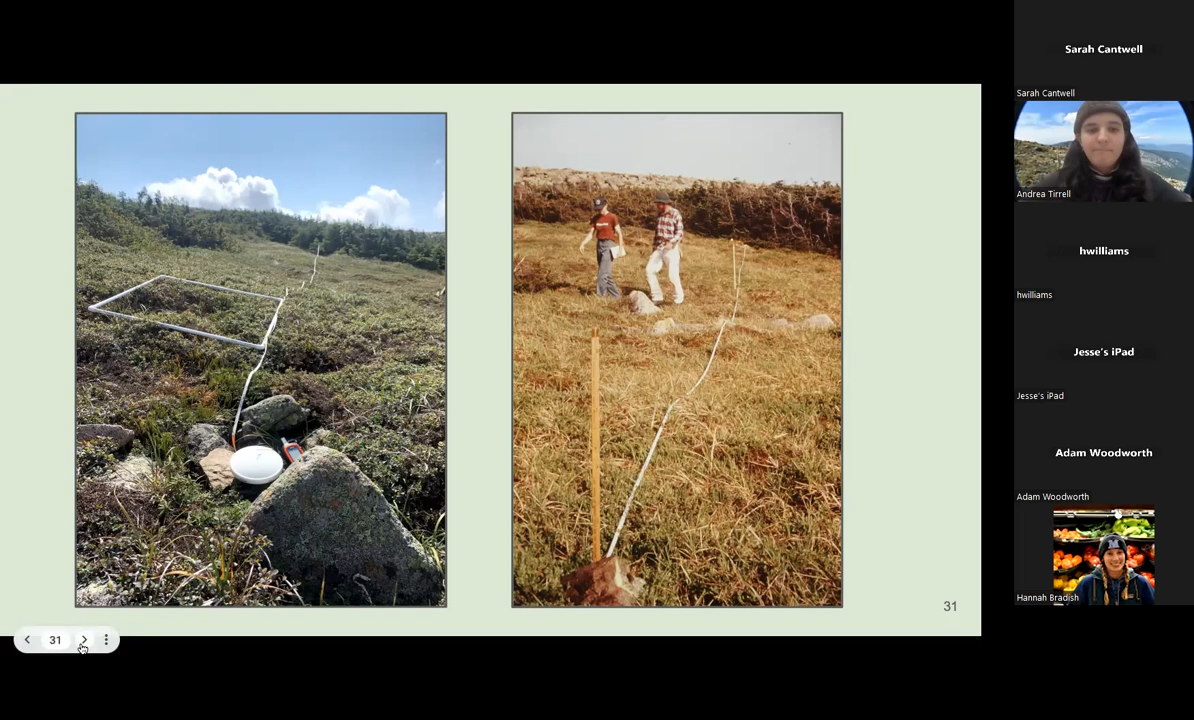 31
31
Sarah Cantwell
Sarah Cantwell
Andrea Tirrell
hwilliams
hwilliams
Jesse's iPad
Jesse's iPad
Adam Woodworth
Adam Woodworth
M
Hannah Bradish